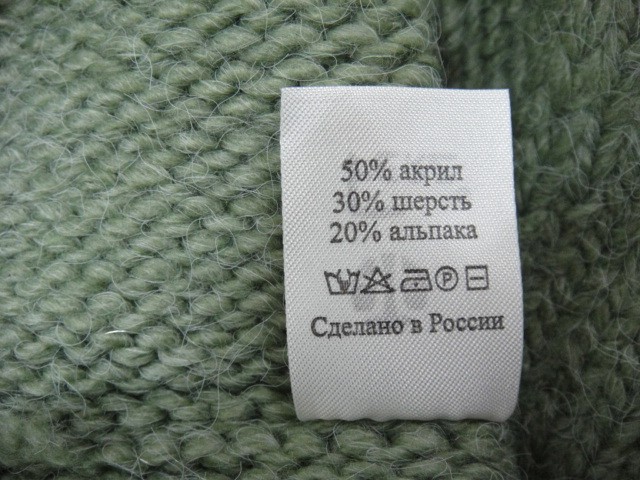 50% акрил
30% шерсть
20% альпака
P
Сделано в России